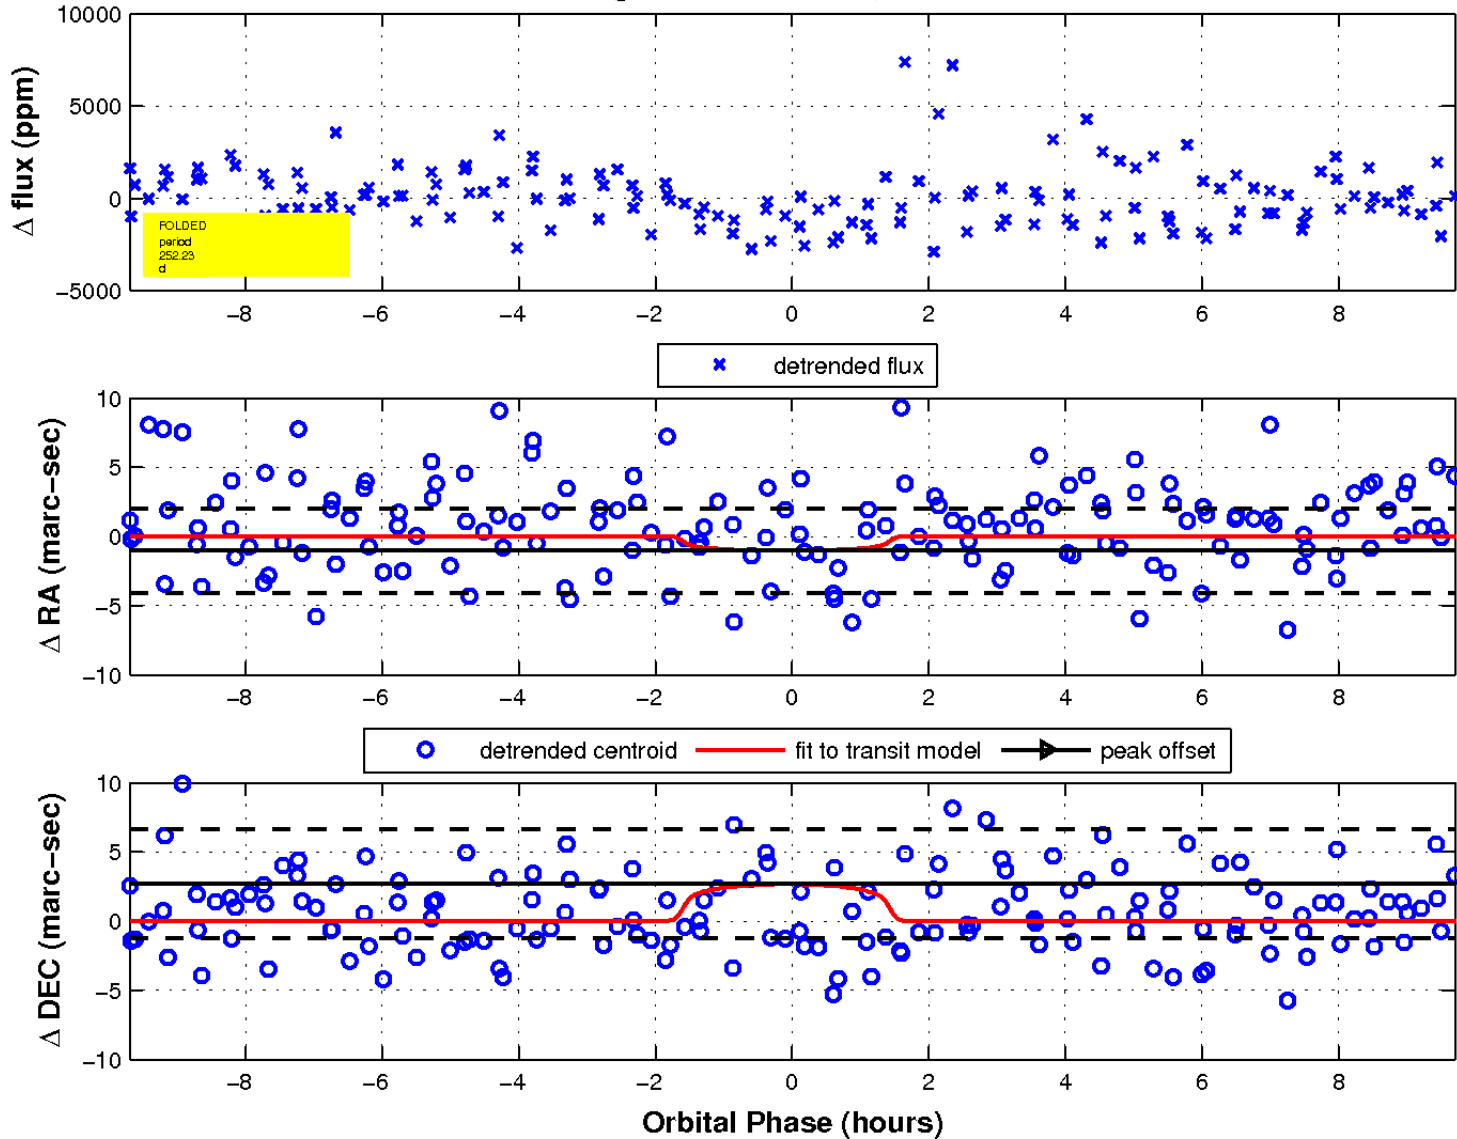 10000
5000
0
−5000
Δ flux (ppm)
FOLDED
period
252.23
d
−8 −6 −4 −2 0 2 4 6 8
detrended flux
10
5
0
−5
−10
Δ RA (marc−sec)
−8 −6 −4 −2 0 2 4 6 8
detrended centroid fit to transit model peak offset
10
5
0
−5
−10
Δ DEC (marc−sec)
−8 −6 −4 −2 0 2 4 6 8
Orbital Phase (hours)